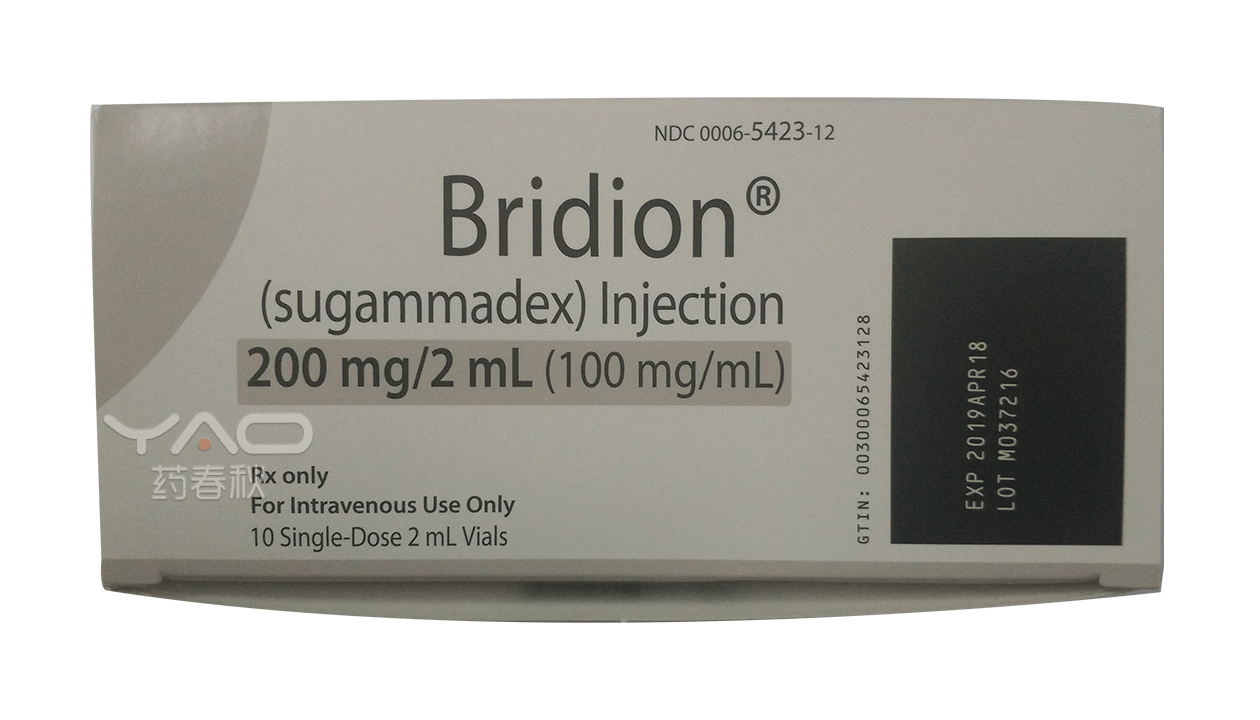 NDC 0006-5423-12
Bridion®
(sugammadex) Injection
200 mg/2 mL (100 mg/mL)
YAO
药春秋
Rx only
For Intravenous Use Only
10 Single-Dose 2 mL Vials
GTIN: 00300065423128
EXP 2019APR18
LOT M037216